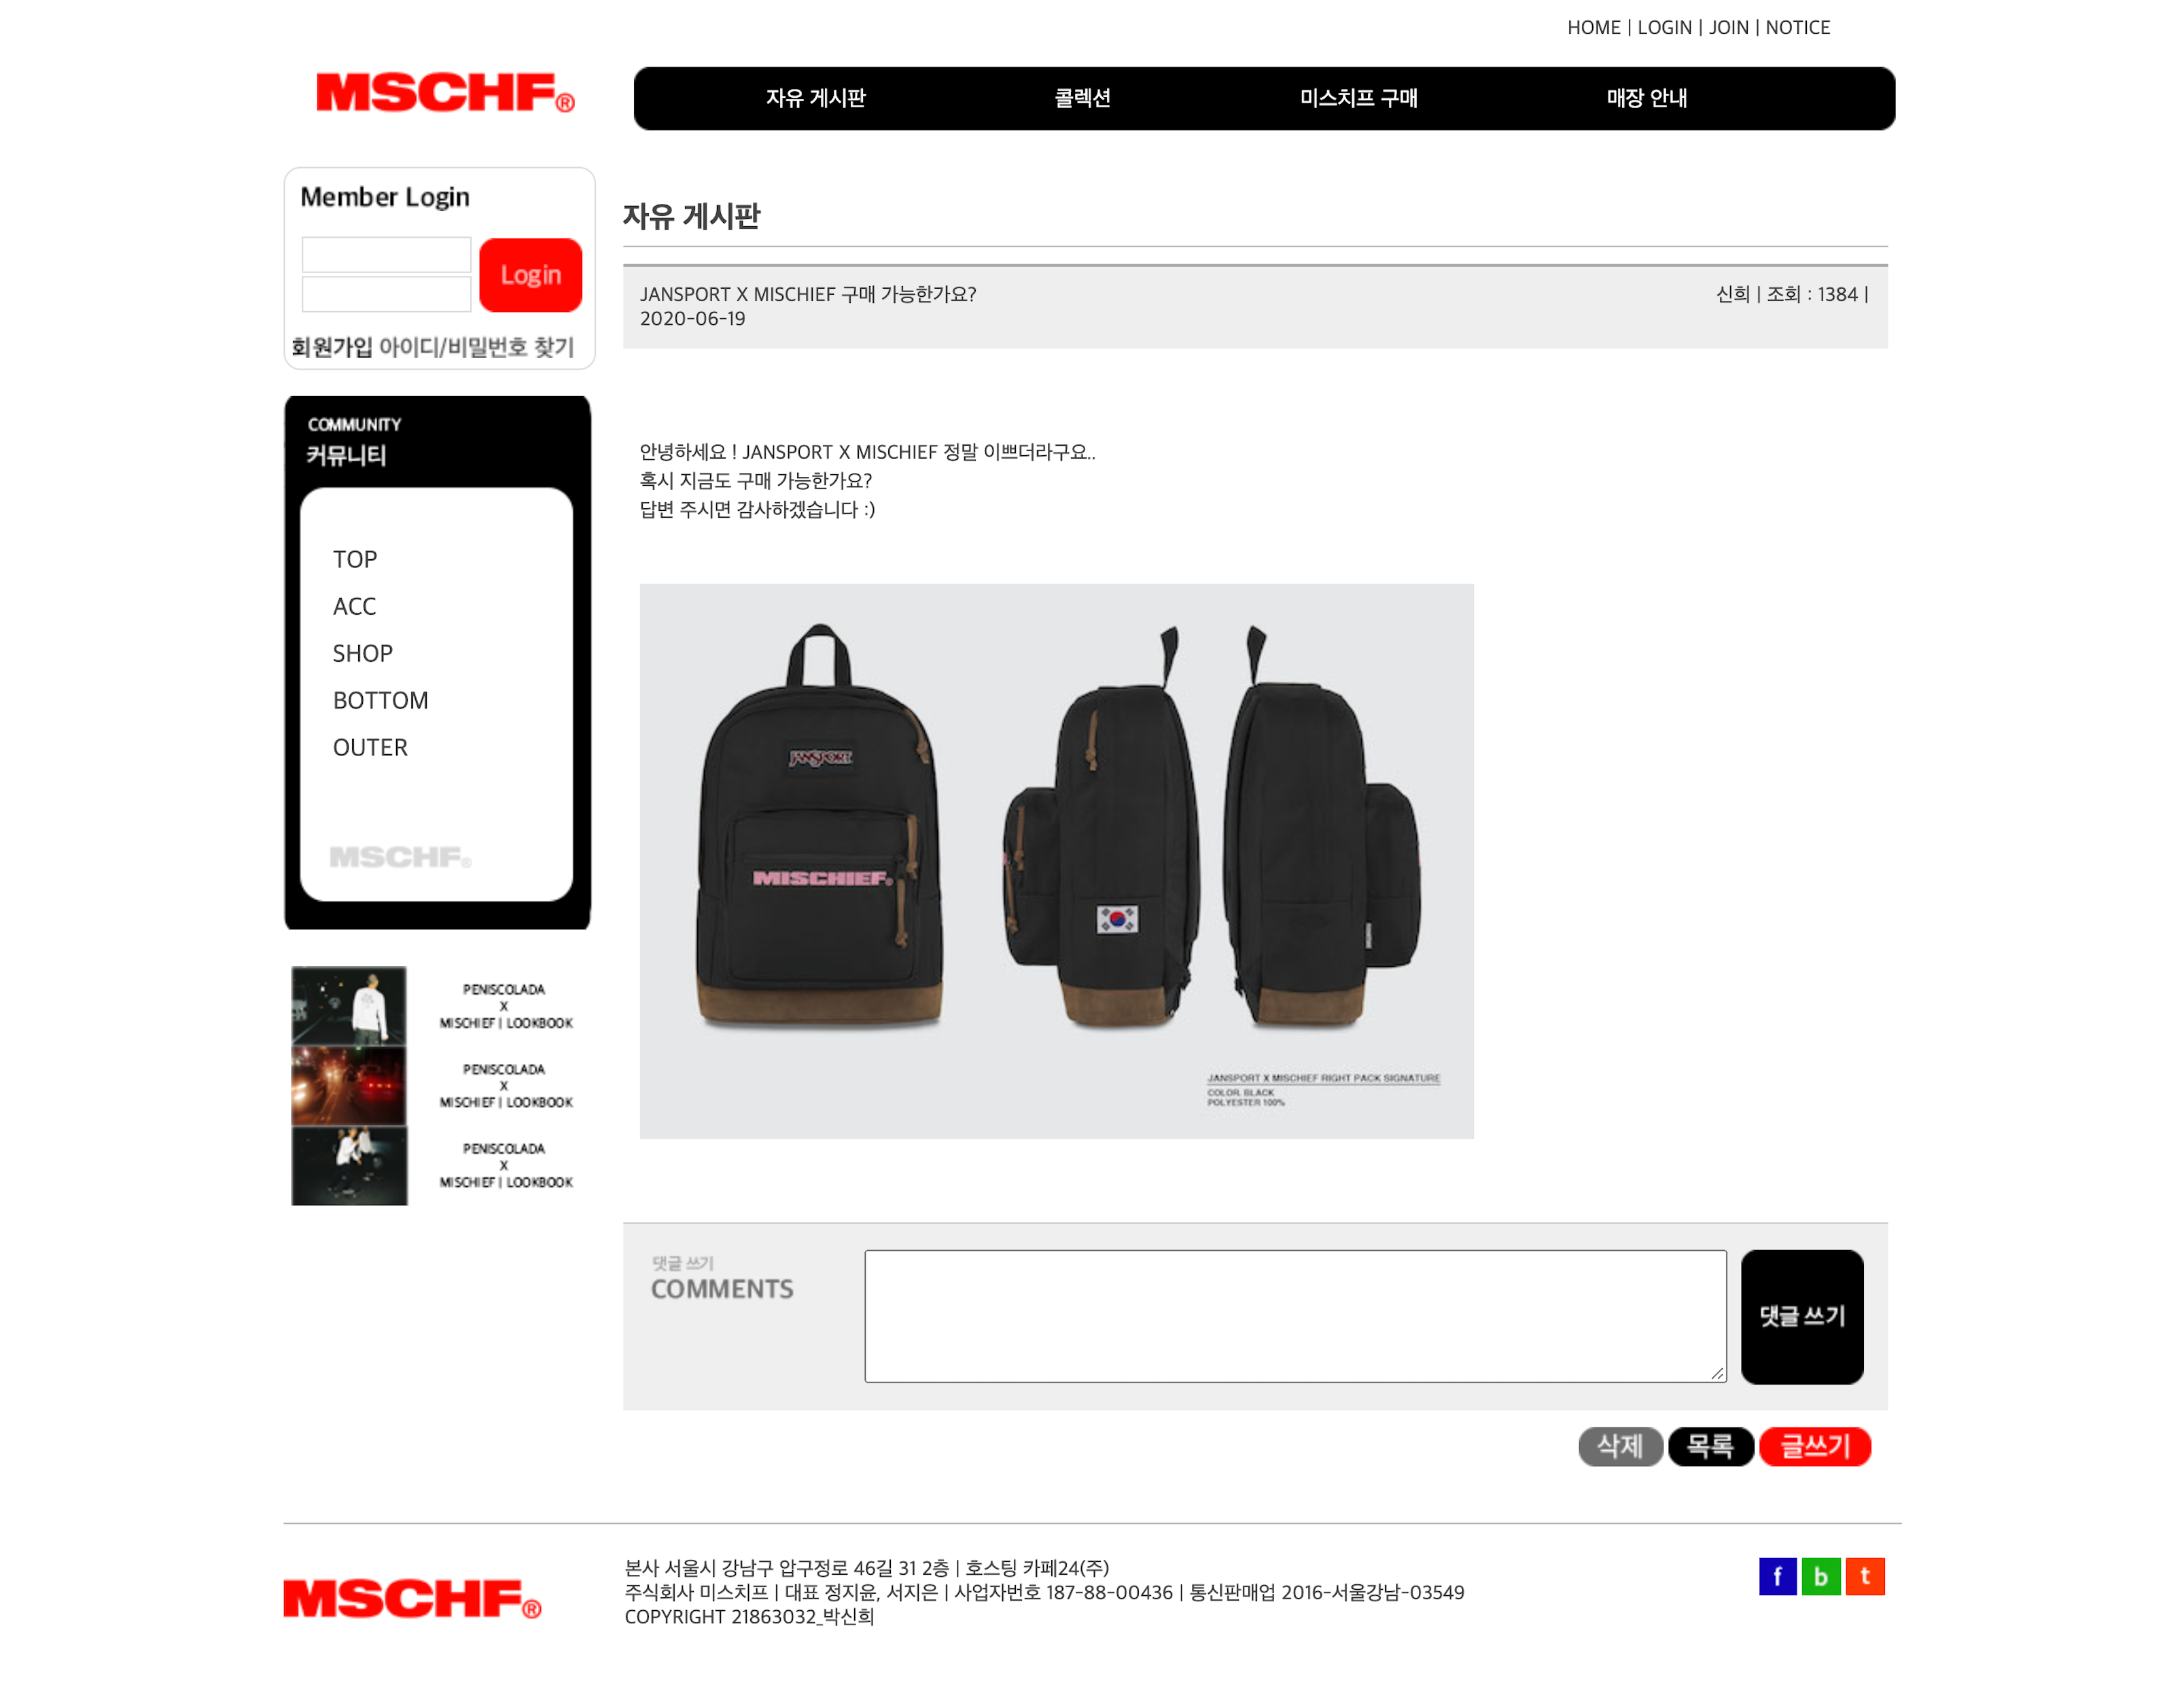 HOME | LOGIN | JOIN | NOTICE
MSCHF®
자유 게시판
콜렉션
미스치프 구매
매장 안내
Member Login
Login
회원가입 아이디/비밀번호 찾기
COMMUNITY
커뮤니티
TOP
ACC
SHOP
BOTTOM
OUTER
MSCHF®
PENISCOLADA
X
MISCHIEF | LOOKBOOK
PENISCOLADA
X
MISCHIEF | LOOKBOOK
PENISCOLADA
X
MISCHIEF | LOOKBOOK
자유 게시판
JANSPORT X MISCHIEF 구매 가능한가요?
신희 | 조회 : 1384 |
2020-06-19
안녕하세요 ! JANSPORT X MISCHIEF 정말 이쁘더라구요..
혹시 지금도 구매 가능한가요?
답변 주시면 감사하겠습니다 :)
JANSPORT
MISCHIEF®
JANSPORT X MISCHIEF RIGHT PACK SIGNATURE
COLOR. BLACK
POLYESTER 100%
댓글 쓰기
COMMENTS
댓글 쓰기
삭제
목록
글쓰기
MSCHF®
본사 서울시 강남구 압구정로 46길 31 2층 | 호스팅 카페24(주)
주식회사 미스치프 | 대표 정지윤, 서지은 | 사업자번호 187-88-00436 | 통신판매업 2016-서울강남-03549
COPYRIGHT 21863032_박신희
f b t